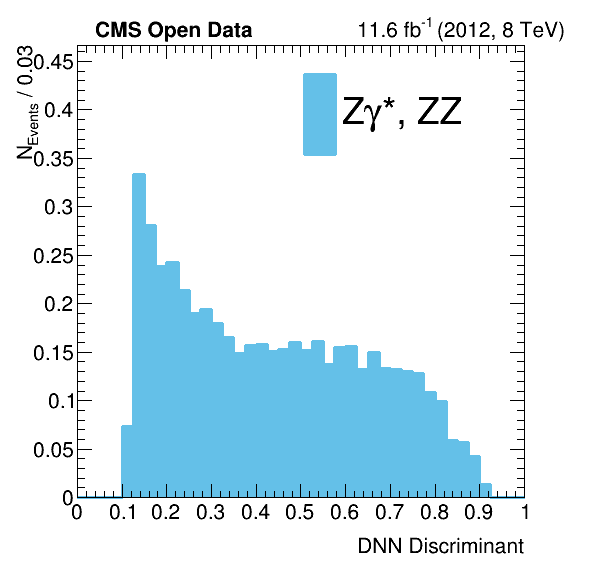 CMS Open Data 11.6 fb⁻¹ (2012, 8 TeV)
N_Events / 0.03
Zγ*, ZZ
0.45
0.4
0.35
0.3
0.25
0.2
0.15
0.1
0.05
0
0 0.1 0.2 0.3 0.4 0.5 0.6 0.7 0.8 0.9 1
DNN Discriminant